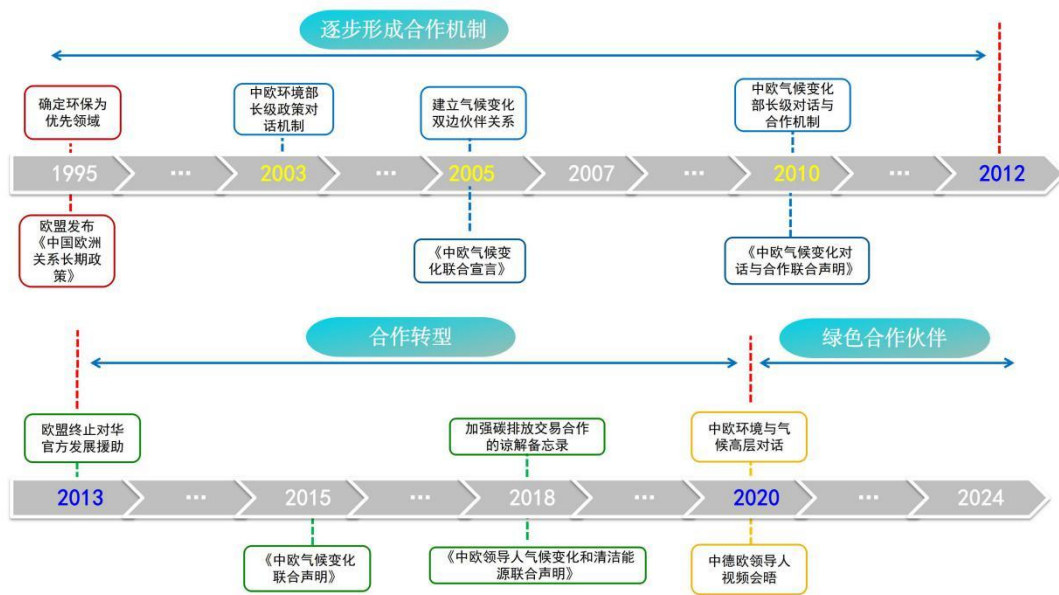 逐步形成合作机制
确定环保为
优先领域
中欧环境部
长级政策对
话机制
建立气候变化
双边伙伴关系
中欧气候变化
部长级对话与
合作机制
1995 ... 2003 ... 2005 2007 ... 2010 ... 2012
欧盟发布
《中国欧洲
关系长期政
策》
《中欧气候变
化联合宣言》
《中欧气候变化对
话与合作联合声明》
合作转型
绿色合作伙伴
欧盟终止对华
官方发展援助
加强碳排放交易合作
的谅解备忘录
中欧环境与气
候高层对话
2013 ... 2015 ... 2018 ... 2020 ... 2024
《中欧气候变化
联合声明》
《中欧领导人气候变化和清洁能
源联合声明》
中德欧领导人
视频会晤